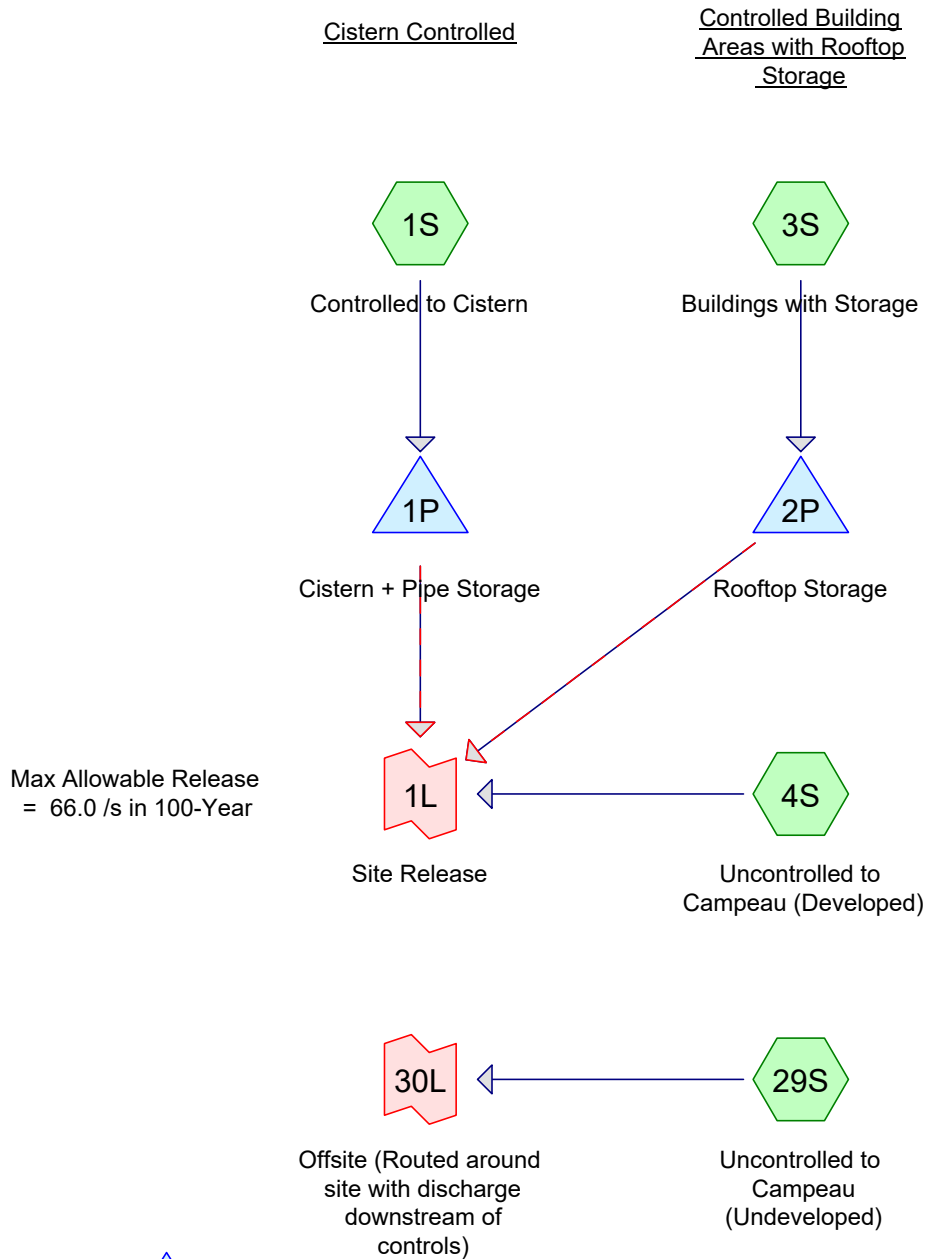 Cistern Controlled
Controlled Building
Areas with Rooftop
Storage
1S
3S
Controlled to Cistern
Buildings with Storage
1P
2P
Cistern + Pipe Storage
Rooftop Storage
Max Allowable Release
= 66.0 /s in 100-Year
1L
4S
Site Release
Uncontrolled to
Campeau (Developed)
30L
29S
Offsite (Routed around
site with discharge
downstream of
controls)
Uncontrolled to
Campeau
(Undeveloped)